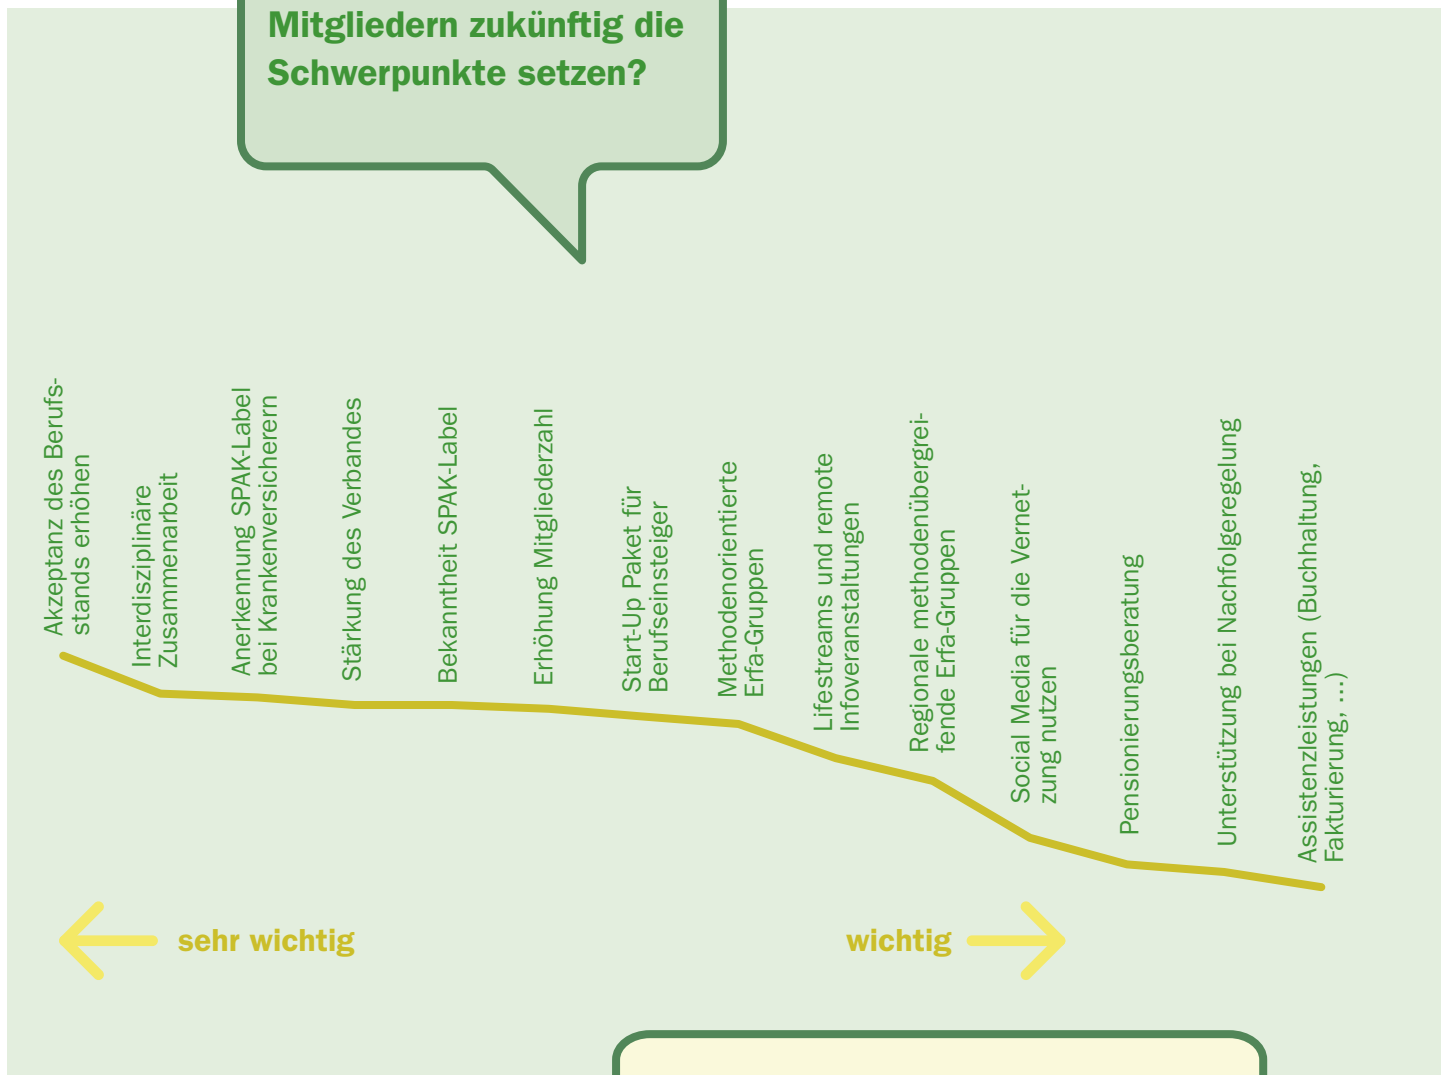 Mitgliedern zukünftig die
Schwerpunkte setzen?
Akzeptanz des Berufs-
stands erhöhen
Interdisziplinäre
Zusammenarbeit
Anerkennung SPAK-Label
bei Krankenversicherern
Stärkung des Verbandes
Bekanntheit SPAK-Label
Erhöhung Mitgliederzahl
Start-Up Paket für
Berufseinsteiger
Methodenorientierte
Erfa-Gruppen
Lifestreams und remote
Infoveranstaltungen
Regionale methodenübergrei-
fende Erfa-Gruppen
Social Media für die Vernet-
zung nutzen
Pensionierungsberatung
Unterstützung bei Nachfolgeregelung
Assistenzleistungen (Buchhaltung,
Fakturierung, ...)
sehr wichtig
wichtig